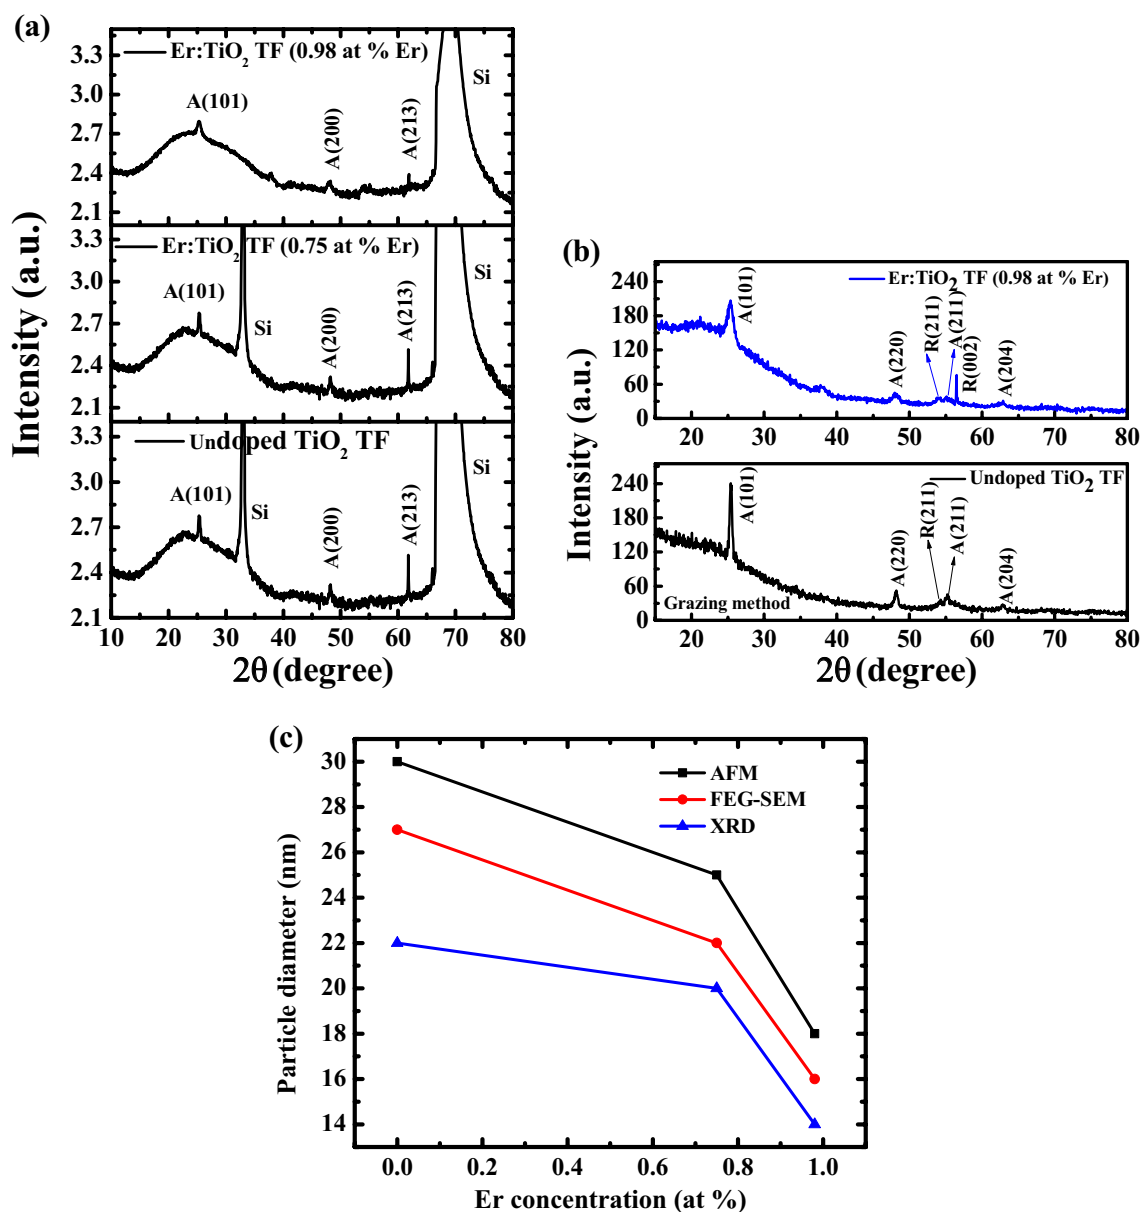 (a)
Er:TiO2 TF (0.98 at % Er)
A(101)
A(200)
A(213)
Si
3.3
3.0
2.7
2.4
2.1
Er:TiO2 TF (0.75 at % Er)
A(101)
Si
A(200)
A(213)
Si
3.3
3.0
2.7
2.4
2.1
Undoped TiO2 TF
A(101)
Si
A(200)
A(213)
Si
3.3
3.0
2.7
2.4
2.1
10 20 30 40 50 60 70 80
2θ (degree)
Intensity (a.u.)
(b)
Er:TiO2 TF (0.98 at % Er)
A(101)
A(220)
R(211)
A(211)
R(002)
A(204)
240
180
120
60
0
20 30 40 50 60 70 80
Intensity (a.u.)
Undoped TiO2 TF
A(101)
A(220)
R(211)
A(211)
A(204)
Grazing method
240
180
120
60
0
20 30 40 50 60 70 80
2θ (degree)
Intensity (a.u.)
(c)
AFM
FEG-SEM
XRD
30
28
26
24
22
20
18
16
14
0.0 0.2 0.4 0.6 0.8 1.0
Er concentration (at %)
Particle diameter (nm)